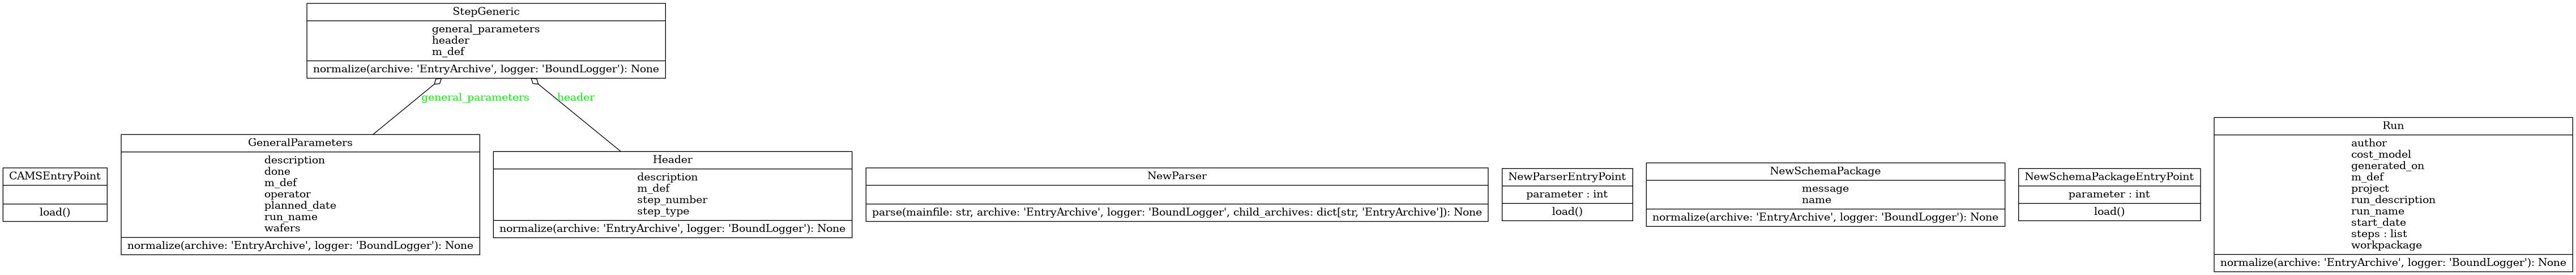 StepGeneric
general_parameters
header
m_def
normalize(archive: 'EntryArchive', logger: 'BoundLogger'): None
general_parameters
header
CAMSEntryPoint
load()
GeneralParameters
description
done
m_def
operator
planned_date
run_name
wafers
normalize(archive: 'EntryArchive', logger: 'BoundLogger'): None
Header
description
m_def
step_number
step_type
normalize(archive: 'EntryArchive', logger: 'BoundLogger'): None
NewParser
parse(mainfile: str, archive: 'EntryArchive', logger: 'BoundLogger', child_archives: dict[str, 'EntryArchive']): None
NewParserEntryPoint
parameter : int
load()
NewSchemaPackage
message
name
normalize(archive: 'EntryArchive', logger: 'BoundLogger'): None
NewSchemaPackageEntryPoint
parameter : int
load()
Run
author
cost_model
generated_on
m_def
project
run_description
run_name
start_date
steps : list
workpackage
normalize(archive: 'EntryArchive', logger: 'BoundLogger'): None